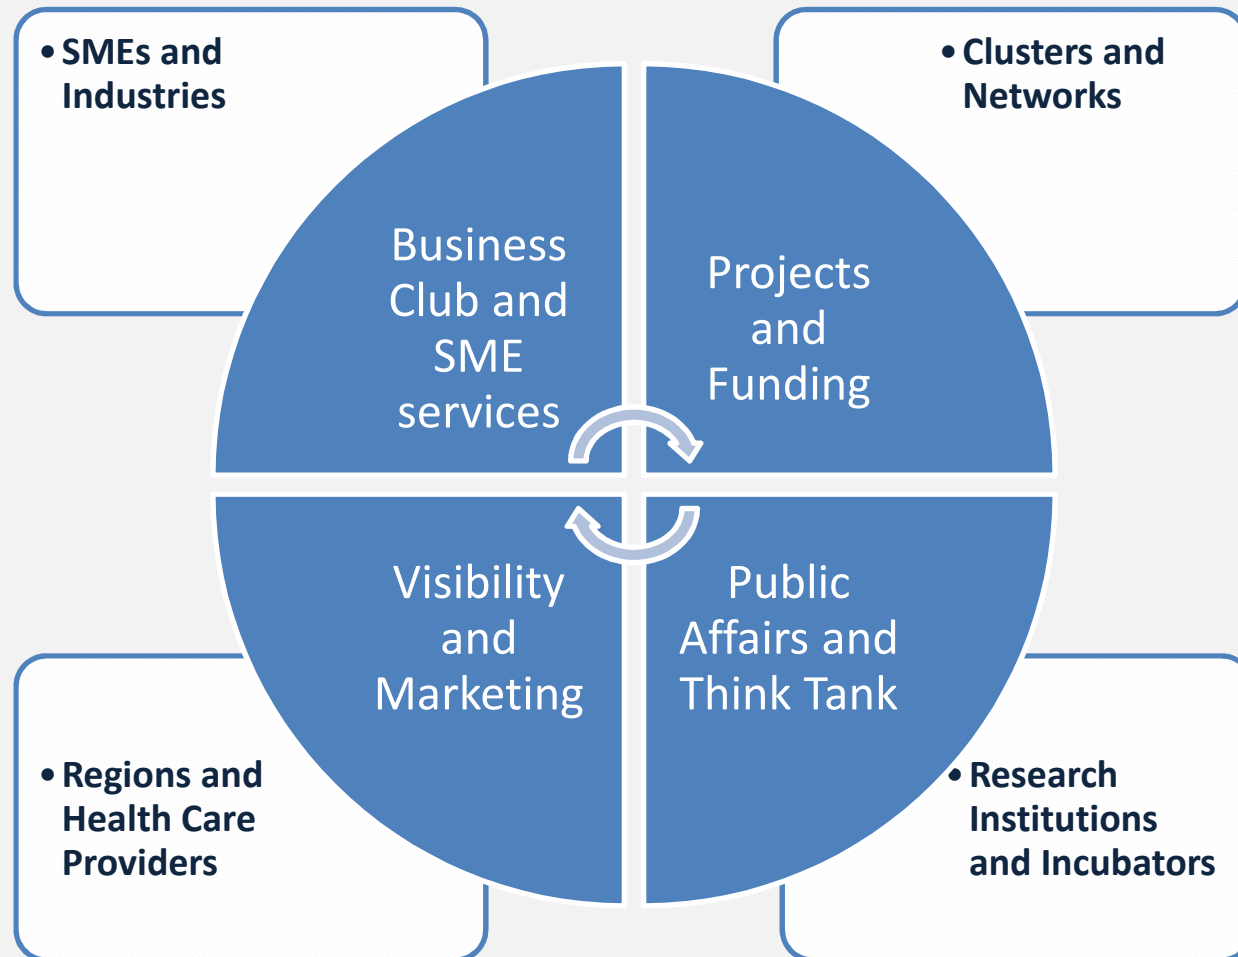 • SMEs and
Industries
• Clusters and
Networks
Business
Club and
SME
services
Projects
and
Funding
Visibility
and
Marketing
Public
Affairs and
Think Tank
• Regions and
Health Care
Providers
• Research
Institutions
and Incubators